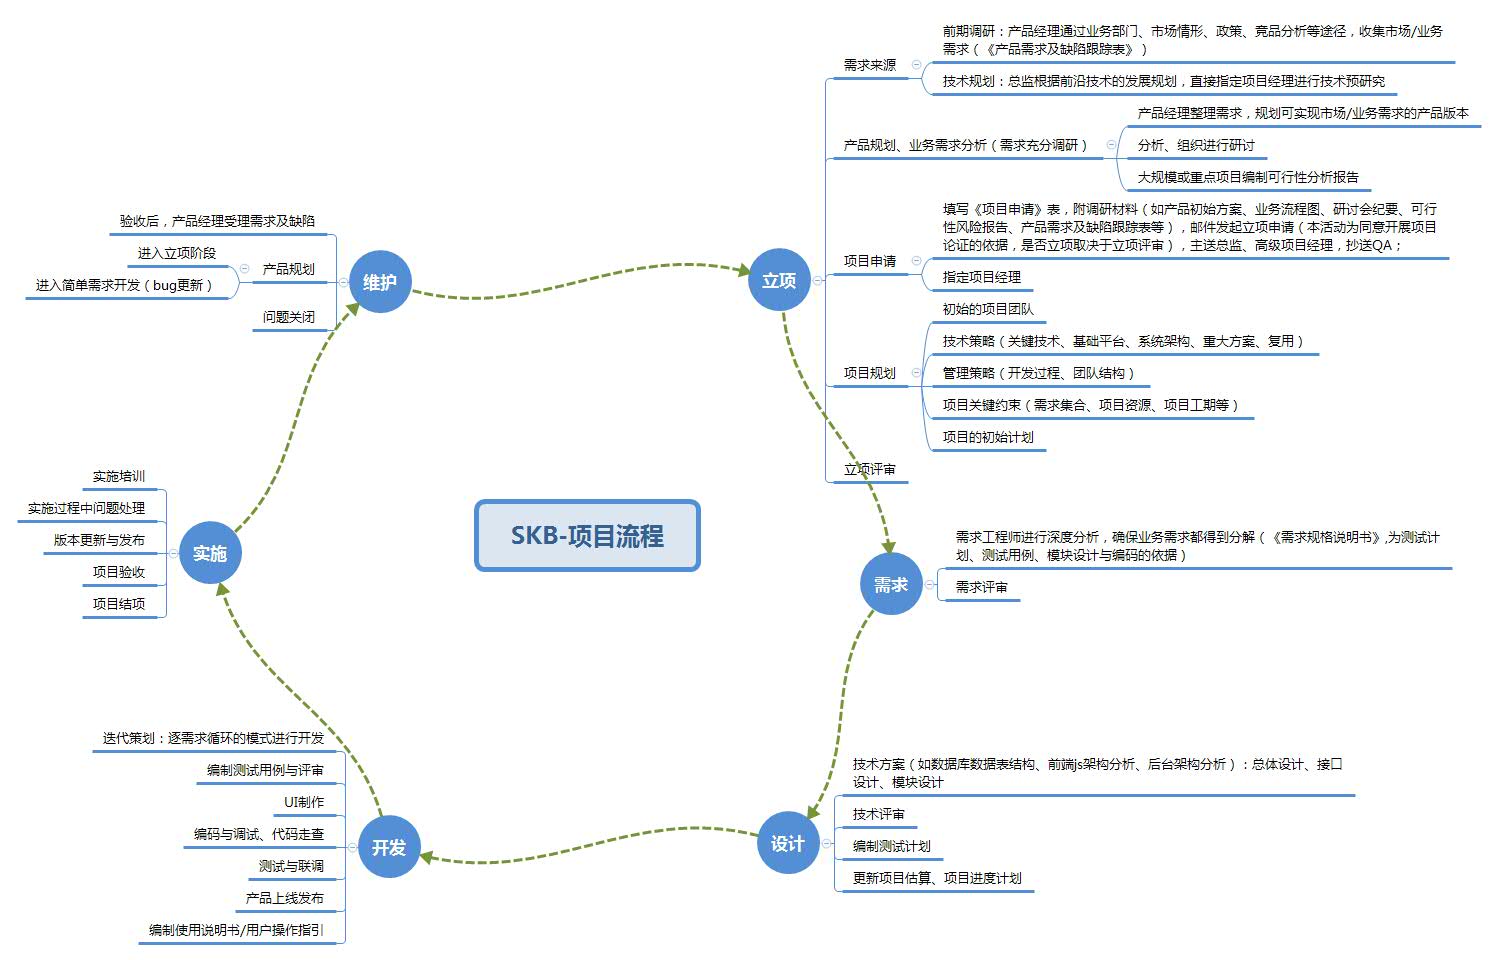 SKB-项目流程
立项
需求来源
前期调研：产品经理通过业务部门、市场情形、政策、竞品分析等途径，收集市场/业务
需求（《产品需求及缺陷跟踪表》）
技术规划：总监根据前沿技术的发展规划，直接指定项目经理进行技术预研究
产品规划、业务需求分析（需求充分调研）
产品经理整理需求，规划可实现市场/业务需求的产品版本
分析、组织进行研讨
大规模或重点项目编制可行性分析报告
项目申请
填写《项目申请》表，附调研材料（如产品初始方案、业务流程图、研讨会纪要、可行
性风险报告、产品需求及缺陷跟踪表等），邮件发起立项申请（本活动为同意开展项目
论证的依据，是否立项取决于立项评审），主送总监、高级项目经理，抄送QA；
指定项目经理
项目规划
初始的项目团队
技术策略（关键技术、基础平台、系统架构、重大方案、复用）
管理策略（开发过程、团队结构）
项目关键约束（需求集合、项目资源、项目工期等）
项目的初始计划
立项评审
需求
需求工程师进行深度分析，确保业务需求都得到分解（《需求规格说明书》,为测试计
划、测试用例、模块设计与编码的依据）
需求评审
设计
技术方案（如数据库数据表结构、前端js架构分析、后台架构分析）：总体设计、接口
设计、模块设计
技术评审
编制测试计划
更新项目估算、项目进度计划
开发
迭代策划：逐需求循环的模式进行开发
编制测试用例与评审
UI制作
编码与调试、代码走查
测试与联调
产品上线发布
编制使用说明书/用户操作指引
实施
实施培训
实施过程中问题处理
版本更新与发布
项目验收
项目结项
维护
验收后，产品经理受理需求及缺陷
产品规划
进入立项阶段
进入简单需求开发（bug更新）
问题关闭